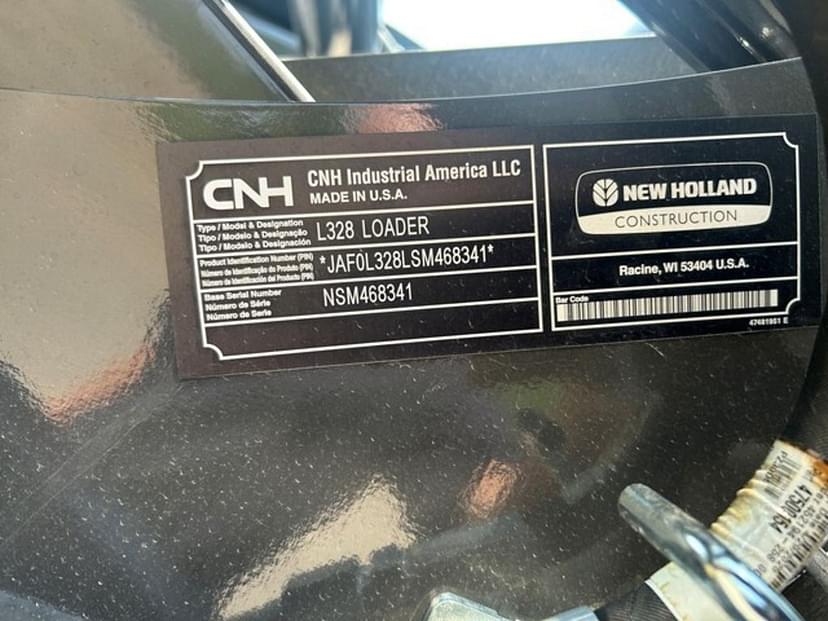 CNH
CNH Industrial America LLC
MADE IN U.S.A.
Type / Model & Designation
Tipo / Modelo & Designação
Tipo / Modelo & Designación
L328 LOADER
Product Identification Number (PIN)
Número de Identificação do Produto (PIN)
Número de Identificación del Producto (PIN)
*JAF0L328LSM468341*
Base Serial Number
Número de Série
Número de Serie
NSM468341
NEW HOLLAND
CONSTRUCTION
Racine, WI 53404 U.S.A.
Bar Code
47481951 E